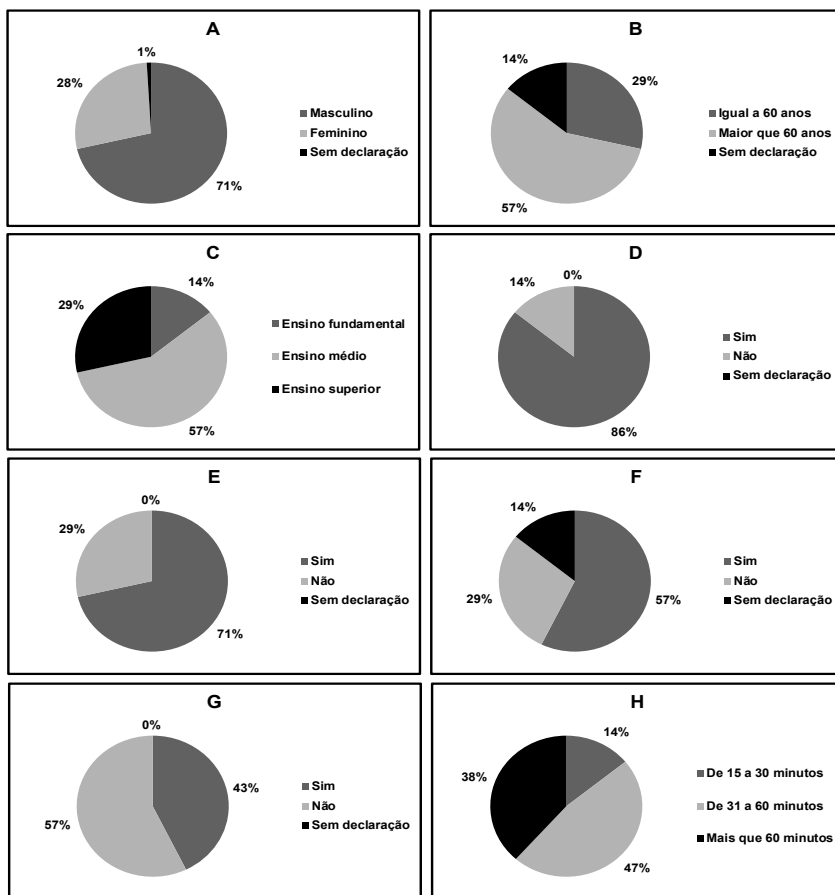 A
1%
28%
71%
Masculino
Feminino
Sem declaração
B
14%
29%
57%
Igual a 60 anos
Maior que 60 anos
Sem declaração
C
14%
29%
57%
Ensino fundamental
Ensino médio
Ensino superior
D
0%
14%
86%
Sim
Não
Sem declaração
E
0%
29%
71%
Sim
Não
Sem declaração
F
14%
29%
57%
Sim
Não
Sem declaração
G
0%
43%
57%
Sim
Não
Sem declaração
H
14%
38%
47%
De 15 a 30 minutos
De 31 a 60 minutos
Mais que 60 minutos